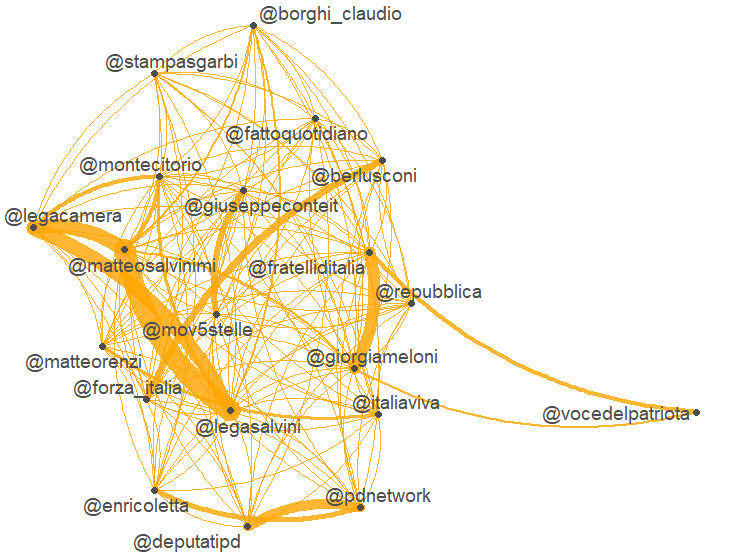 @borghi_claudio
@stampasgarbi
@fattoquotidiano
@montecitorio
@berlusconi
@giuseppeconteit
@legacamera
@matteosalvinimi
@fratelliditalia
@repubblica
@mov5stelle
@matteorenzi
@giorgiameloni
@forza_italia
@italiaviva
@vocedelpatriota
@legasalvini
@pdnetwork
@enricoletta
@deputatipd